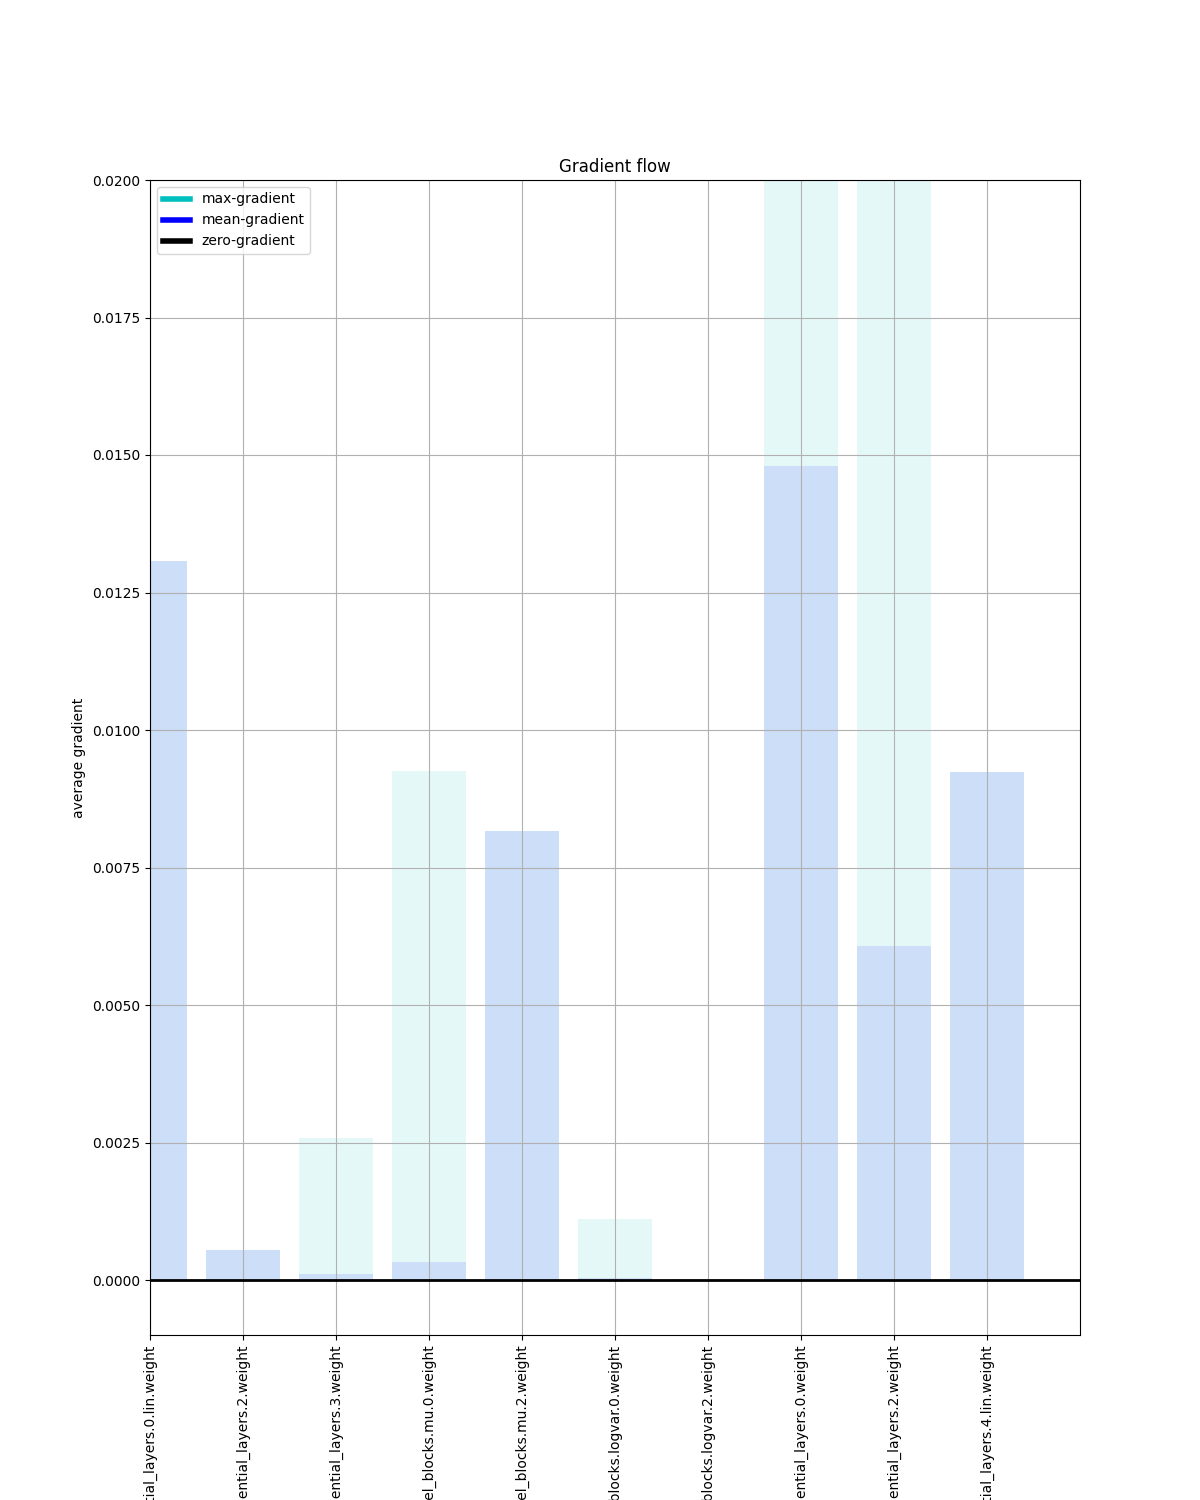 Gradient flow
max-gradient
mean-gradient
zero-gradient
average gradient
0.0200
0.0175
0.0150
0.0125
0.0100
0.0075
0.0050
0.0025
0.0000
tial_layers.0.lin.weight
ential_layers.2.weight
ential_layers.3.weight
el_blocks.mu.0.weight
el_blocks.mu.2.weight
blocks.logvar.0.weight
blocks.logvar.2.weight
ential_layers.0.weight
ential_layers.2.weight
tial_layers.4.lin.weight